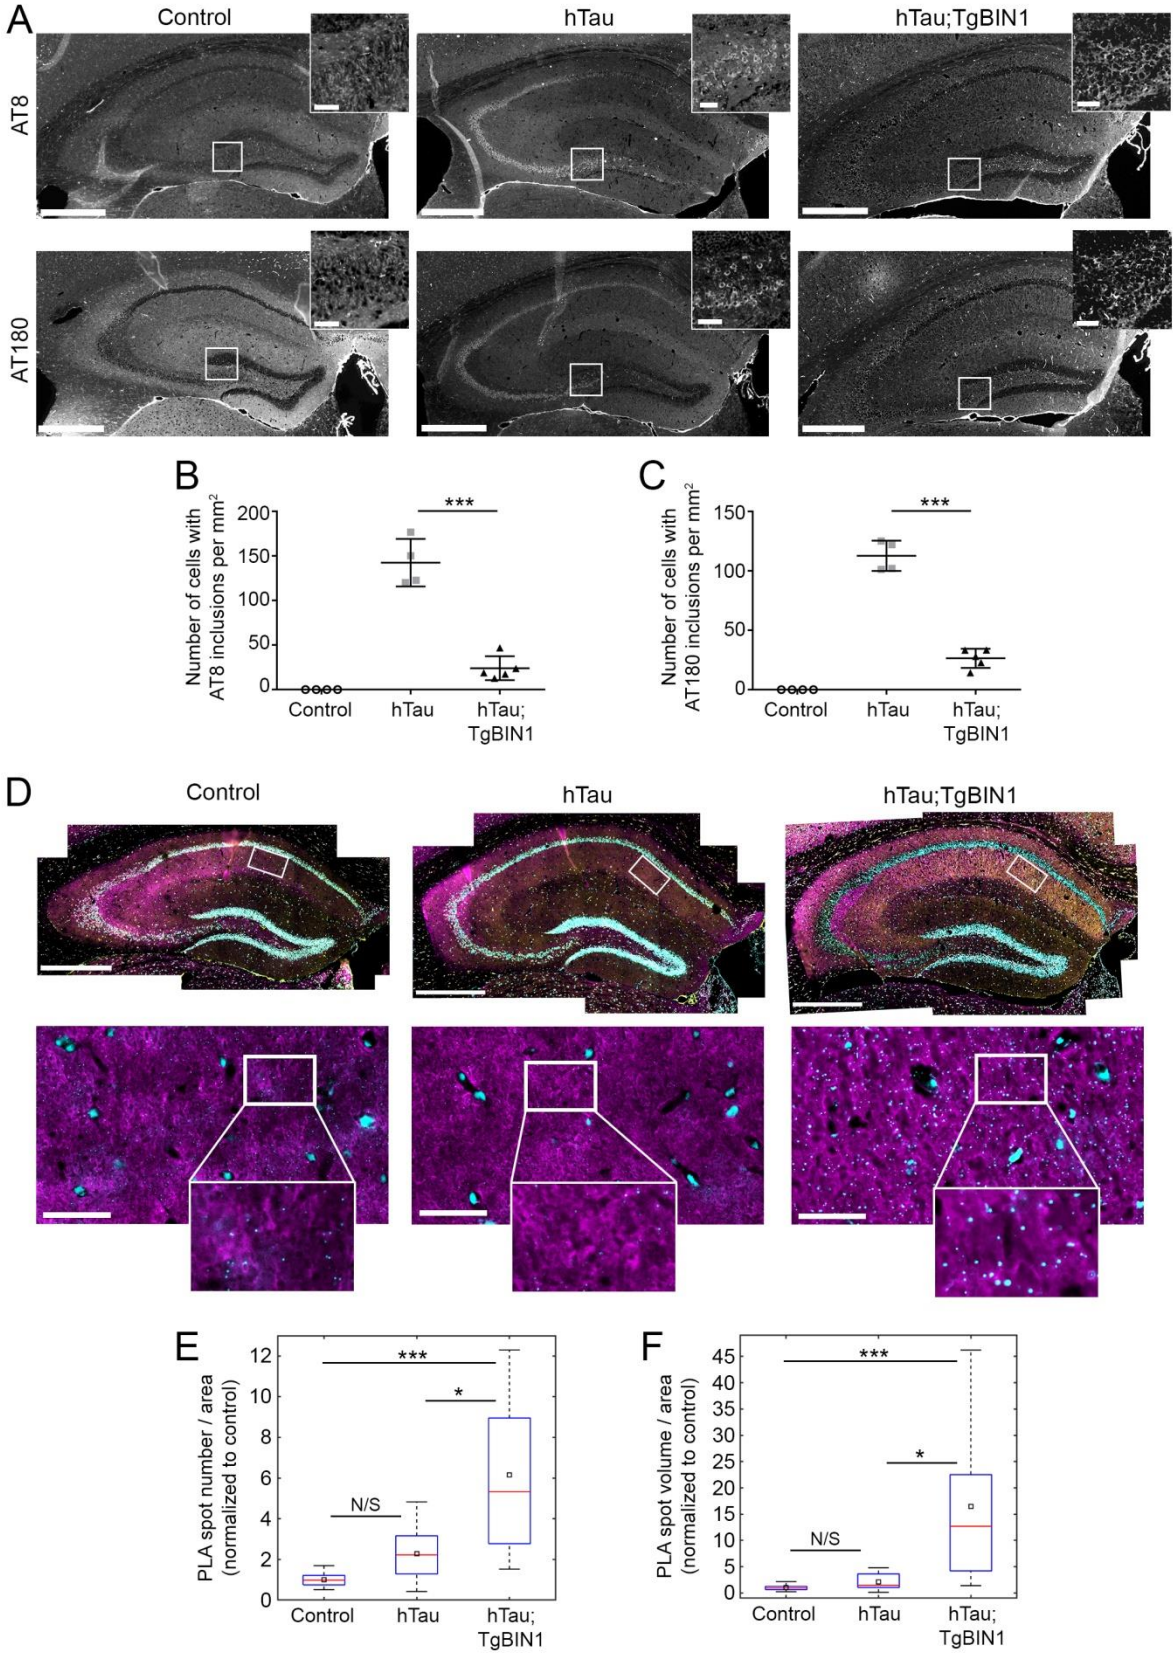 A
Control
hTau
hTau;TgBIN1
AT8
AT180
B
Number of cells with
AT8 inclusions per mm²
200
150
100
50
0
***
Control
hTau
hTau;
TgBIN1
C
Number of cells with
AT180 inclusions per mm²
150
100
50
0
***
Control
hTau
hTau;
TgBIN1
D
Control
hTau
hTau;TgBIN1
E
PLA spot number / area
(normalized to control)
12
10
8
6
4
2
0
***
*
N/S
Control
hTau
hTau;
TgBIN1
F
PLA spot volume / area
(normalized to control)
45
40
35
30
25
20
15
10
5
0
***
*
N/S
Control
hTau
hTau;
TgBIN1